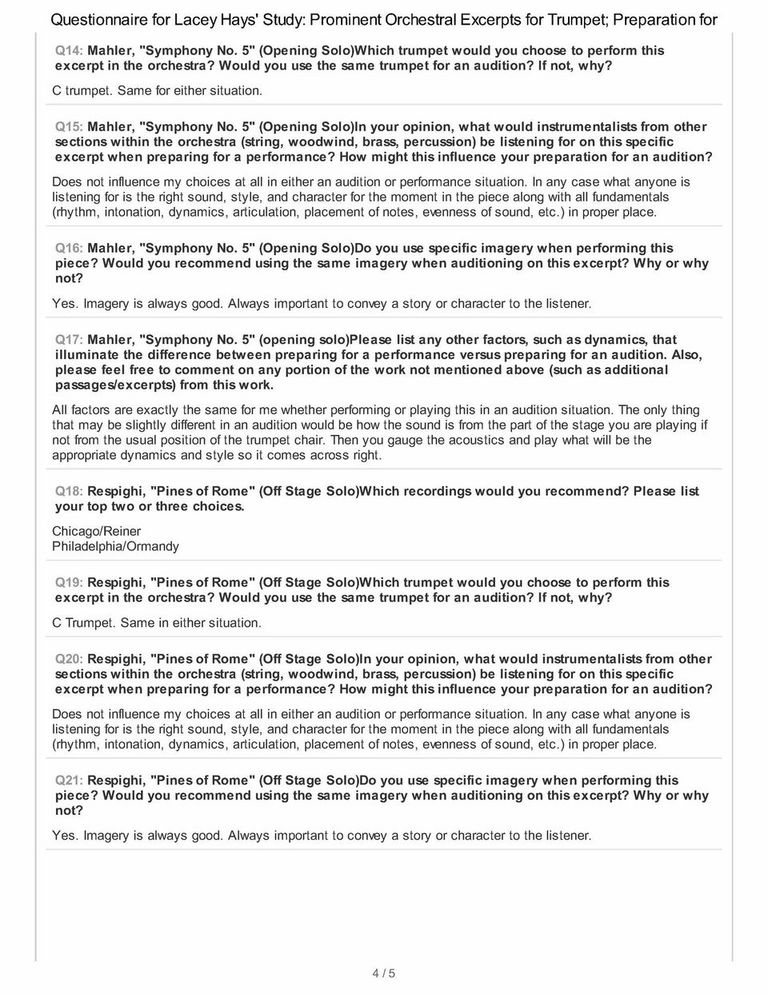 Questionnaire for Lacey Hays' Study: Prominent Orchestral Excerpts for Trumpet; Preparation for
Q14: Mahler, "Symphony No. 5" (Opening Solo)Which trumpet would you choose to perform this
excerpt in the orchestra? Would you use the same trumpet for an audition? If not, why?
C trumpet. Same for either situation.
Q15: Mahler, "Symphony No. 5" (Opening Solo)In your opinion, what would instrumentalists from other
sections within the orchestra (string, woodwind, brass, percussion) be listening for on this specific
excerpt when preparing for a performance? How might this influence your preparation for an audition?
Does not influence my choices at all in either an audition or performance situation. In any case what anyone is
listening for is the right sound, style, and character for the moment in the piece along with all fundamentals
(rhythm, intonation, dynamics, articulation, placement of notes, evenness of sound, etc.) in proper place.
Q16: Mahler, "Symphony No. 5" (Opening Solo)Do you use specific imagery when performing this
piece? Would you recommend using the same imagery when auditioning on this excerpt? Why or why
not?
Yes. Imagery is always good. Always important to convey a story or character to the listener.
Q17: Mahler, "Symphony No. 5" (opening solo)Please list any other factors, such as dynamics, that
illuminate the difference between preparing for a performance versus preparing for an audition. Also,
please feel free to comment on any portion of the work not mentioned above (such as additional
passages/excerpts) from this work.
All factors are exactly the same for me whether performing or playing this in an audition situation. The only thing
that may be slightly different in an audition would be how the sound is from the part of the stage you are playing if
not from the usual position of the trumpet chair. Then you gauge the acoustics and play what will be the
appropriate dynamics and style so it comes across right.
Q18: Respighi, "Pines of Rome" (Off Stage Solo)Which recordings would you recommend? Please list
your top two or three choices.
Chicago/Reiner
Philadelphia/Ormandy
Q19: Respighi, "Pines of Rome" (Off Stage Solo)Which trumpet would you choose to perform this
excerpt in the orchestra? Would you use the same trumpet for an audition? If not, why?
C Trumpet. Same in either situation.
Q20: Respighi, "Pines of Rome" (Off Stage Solo)In your opinion, what would instrumentalists from other
sections within the orchestra (string, woodwind, brass, percussion) be listening for on this specific
excerpt when preparing for a performance? How might this influence your preparation for an audition?
Does not influence my choices at all in either an audition or performance situation. In any case what anyone is
listening for is the right sound, style, and character for the moment in the piece along with all fundamentals
(rhythm, intonation, dynamics, articulation, placement of notes, evenness of sound, etc.) in proper place.
Q21: Respighi, "Pines of Rome" (Off Stage Solo)Do you use specific imagery when performing this
piece? Would you recommend using the same imagery when auditioning on this excerpt? Why or why
not?
Yes. Imagery is always good. Always important to convey a story or character to the listener.
4 / 5